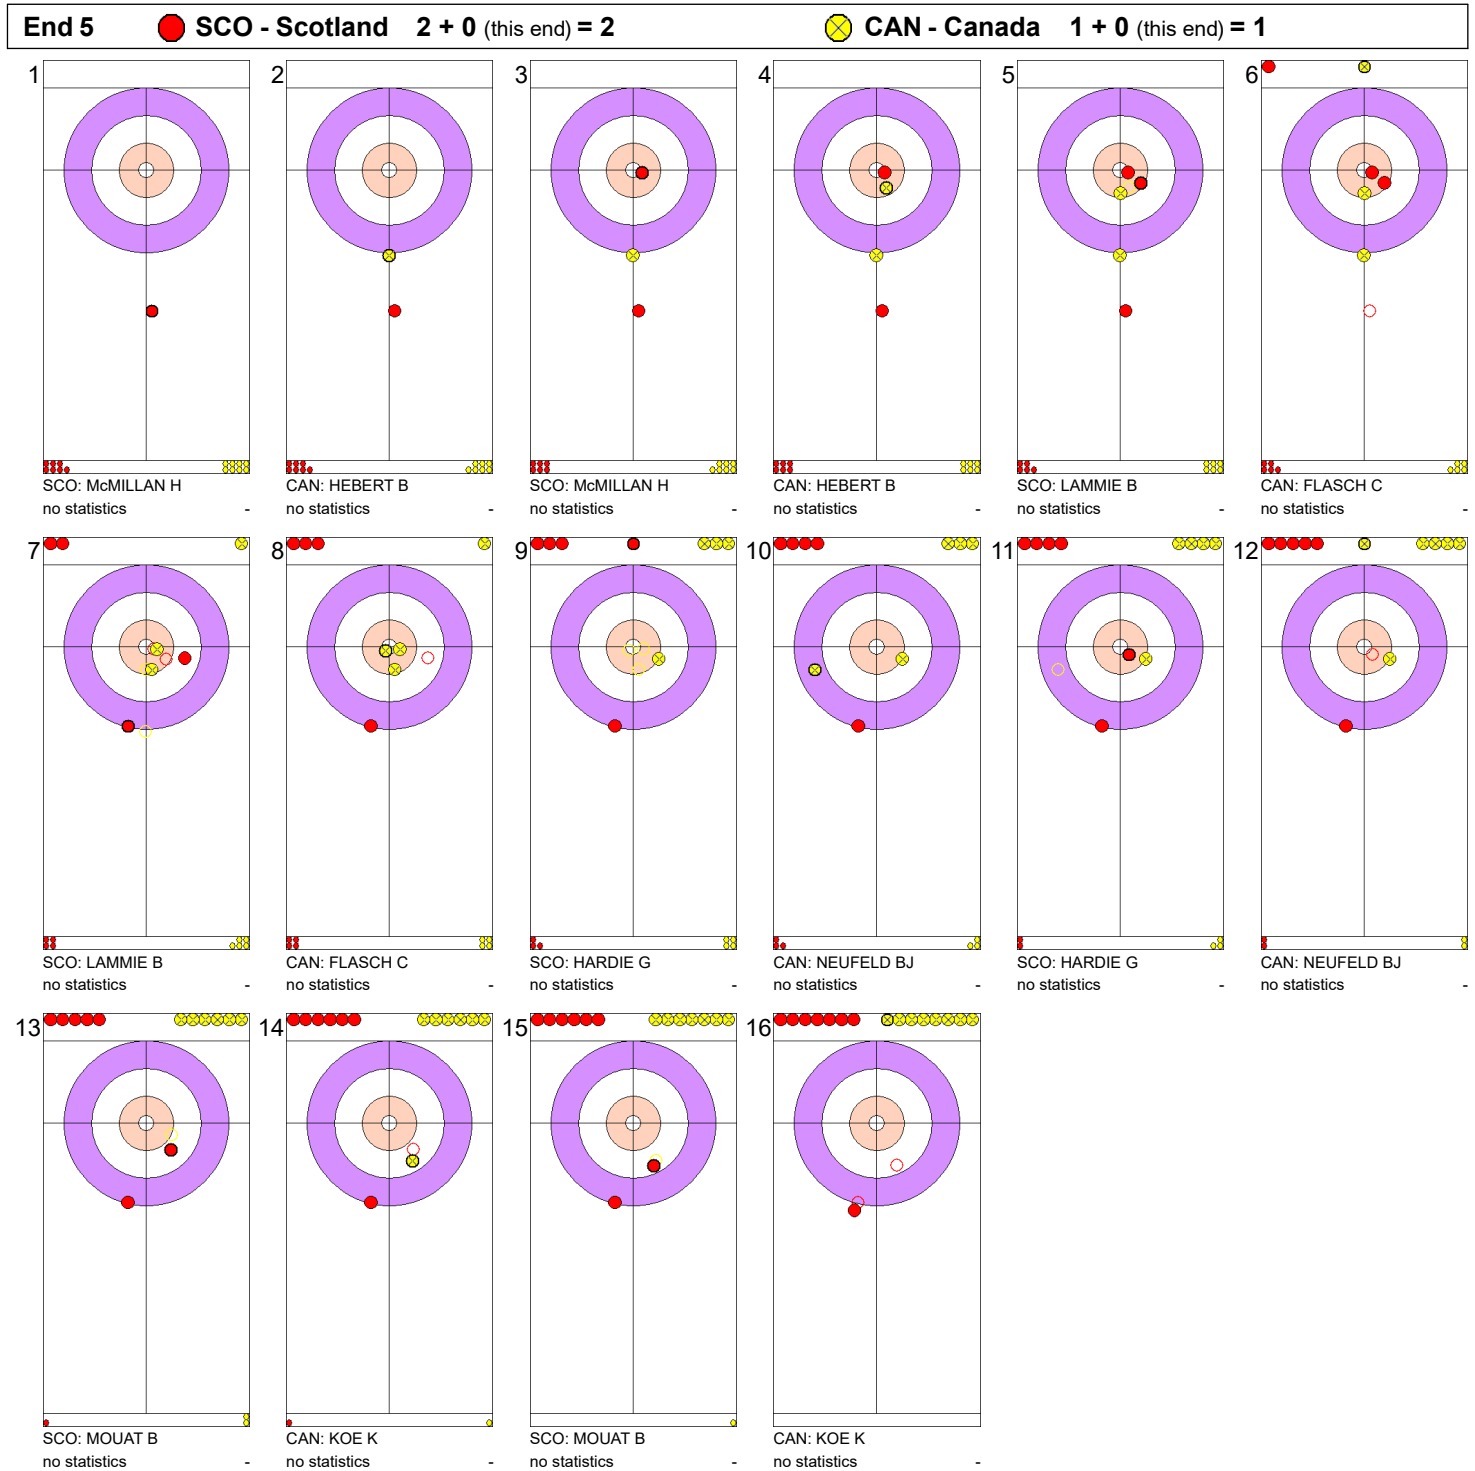 End 5 SCO - Scotland 2 + 0 (this end) = 2 CAN - Canada 1 + 0 (this end) = 1
1 2 3 4 5 6
SCO: McMILLAN H CAN: HEBERT B SCO: McMILLAN H CAN: HEBERT B SCO: LAMMIE B CAN: FLASCH C
no statistics - no statistics - no statistics - no statistics - no statistics - no statistics -
7 8 9 10 11 12
SCO: LAMMIE B CAN: FLASCH C SCO: HARDIE G CAN: NEUFELD BJ SCO: HARDIE G CAN: NEUFELD BJ
no statistics - no statistics - no statistics - no statistics - no statistics - no statistics -
13 14 15 16
SCO: MOUAT B CAN: KOE K SCO: MOUAT B CAN: KOE K
no statistics - no statistics - no statistics - no statistics -